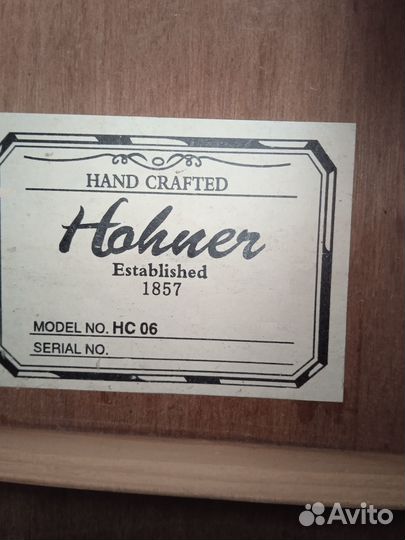 HAND CRAFTED
Hohner
Established
1857
MODEL NO. HC 06
SERIAL NO.
Avito